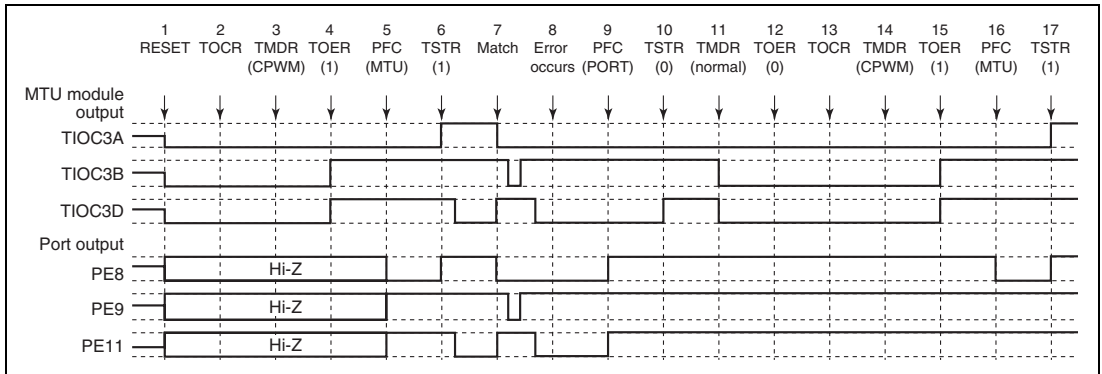 1 2 3 4 5 6 7 8 9 10 11 12 13 14 15 16 17
RESET TOCR TMDR TOER PFC TSTR Match Error PFC TSTR TMDR TOER TOCR TMDR TOER PFC TSTR
(CPWM) (1) (MTU) (1) occurs (PORT) (0) (normal) (0) (CPWM) (1) (MTU) (1)
MTU module
output
TIOC3A
TIOC3B
TIOC3D
Port output
PE8 Hi-Z
PE9 Hi-Z
PE11 Hi-Z